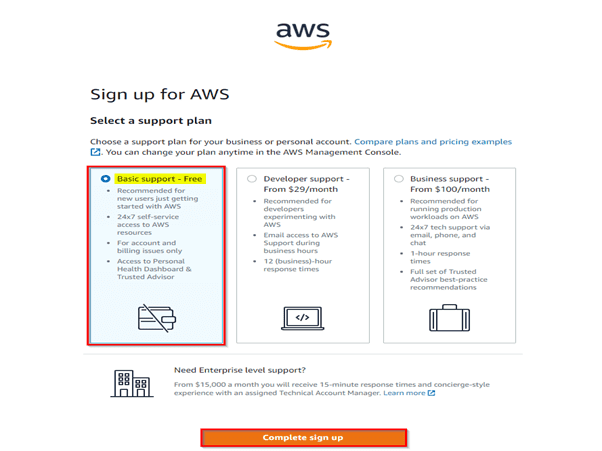 aws
Sign up for AWS
Select a support plan
Choose a support plan for your business or personal account. Compare plans and pricing examples
. You can change your plan anytime in the AWS Management Console.
Basic support - Free
• Recommended for
new users just getting
started with AWS
• 24x7 self-service
access to AWS
resources
• For account and
billing issues only
• Access to Personal
Health Dashboard &
Trusted Advisor
Developer support -
From $29/month
• Recommended for
developers
experimenting with
AWS
• Email access to AWS
Support during
business hours
• 12 (business)-hour
response times
</>
Business support -
From $100/month
• Recommended for
running production
workloads on AWS
• 24x7 tech support via
email, phone, and
chat
• 1-hour response
times
• Full set of Trusted
Advisor best-practice
recommendations
Need Enterprise level support?
From $15,000 a month you will receive 15-minute response times and concierge-style
experience with an assigned Technical Account Manager. Learn more
Complete sign up